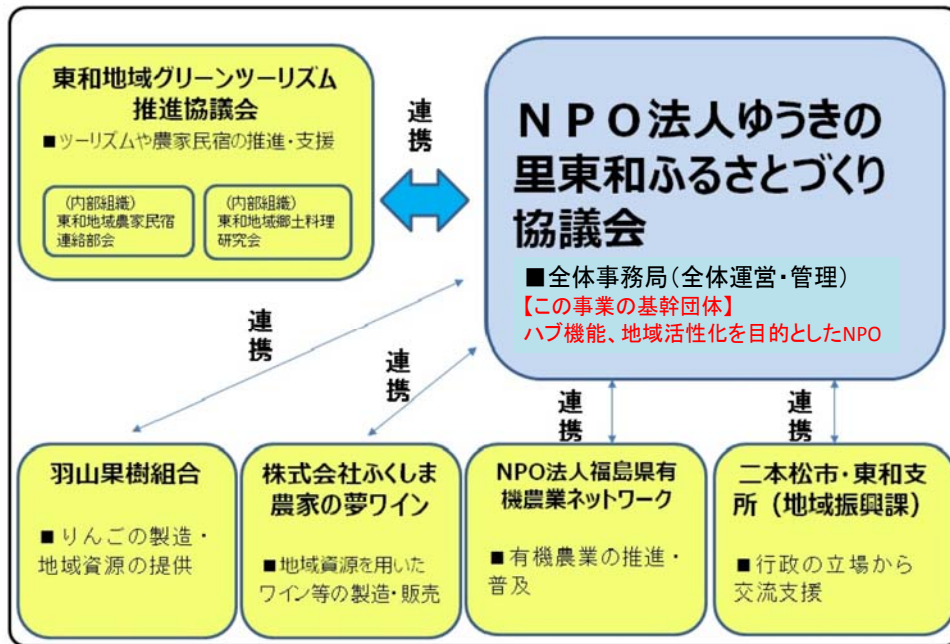 東和地域グリーンツーリズム
推進協議会
■ツーリズムや農家民宿の推進・支援
(内部組織)
東和地域農家民宿
連絡部会
(内部組織)
東和地域郷土料理
研究会
連携
NPO法人ゆうきの
里東和ふるさとづくり
協議会
■全体事務局(全体運営・管理)
【この事業の基幹団体】
ハブ機能、地域活性化を目的としたNPO
連携
連携
連携
連携
羽山果樹組合
■りんごの製造・
地域資源の提供
株式会社ふくしま
農家の夢ワイン
■地域資源を用いた
ワイン等の製造・販売
NPO法人福島県有
機農業ネットワーク
■有機農業の推進・
普及
二本松市・東和支
所(地域振興課)
■行政の立場から
交流支援